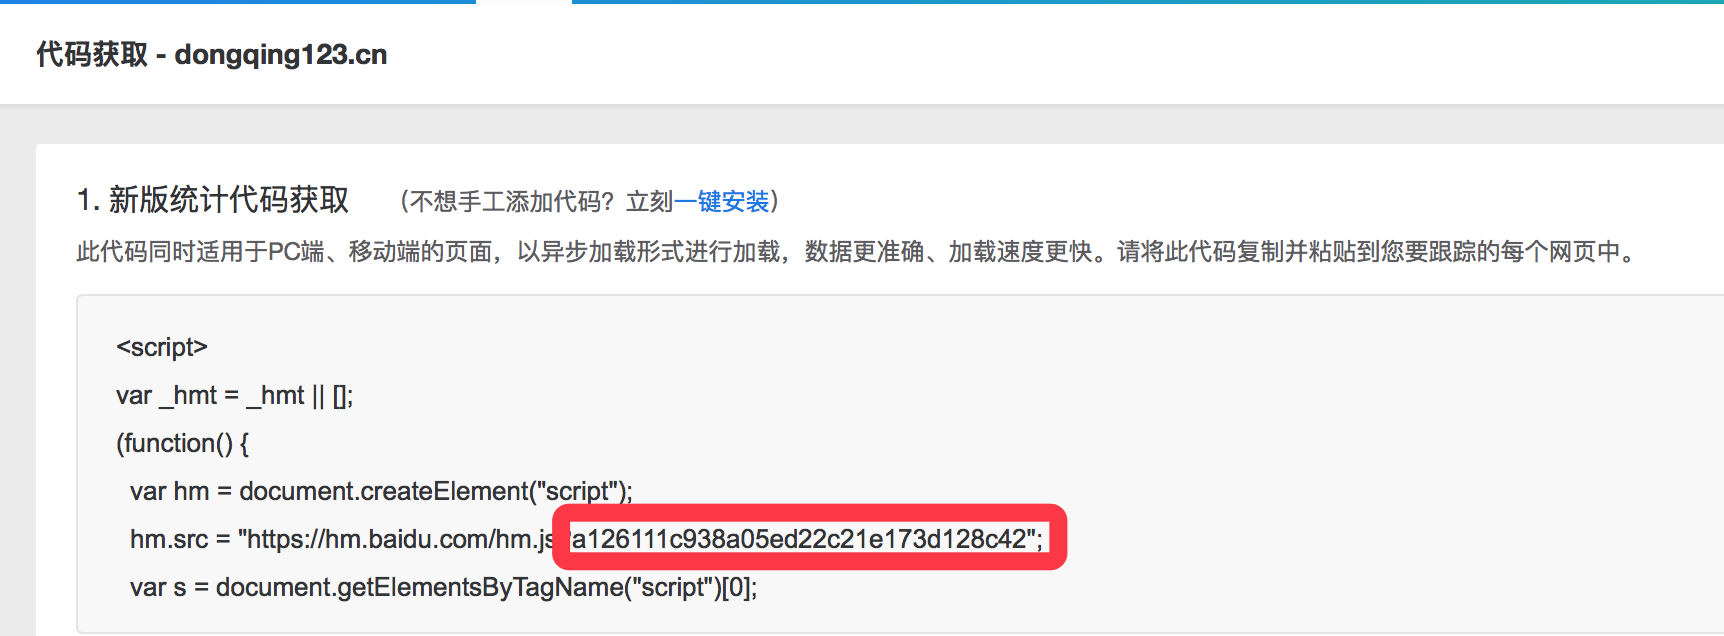 代码获取 - dongqing123.cn
1. 新版统计代码获取 （不想手工添加代码？立刻一键安装）
此代码同时适用于PC端、移动端的页面，以异步加载形式进行加载，数据更准确、加载速度更快。请将此代码复制并粘贴到您要跟踪的每个网页中。
<script>
var _hmt = _hmt || [];
(function() {
var hm = document.createElement("script");
hm.src = "https://hm.baidu.com/hm.js?a126111c938a05ed22c21e173d128c42";
var s = document.getElementsByTagName("script")[0];